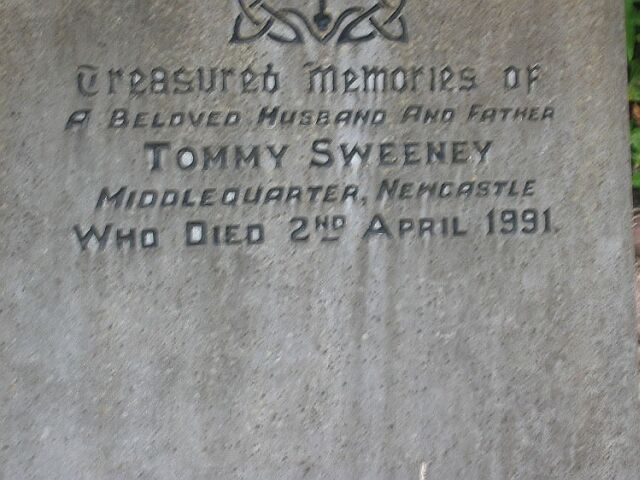 Treasured Memories of
A BELOVED HUSBAND AND FATHER
TOMMY SWEENEY
MIDDLEQUARTER, NEWCASTLE
WHO DIED 2ND APRIL 1991.